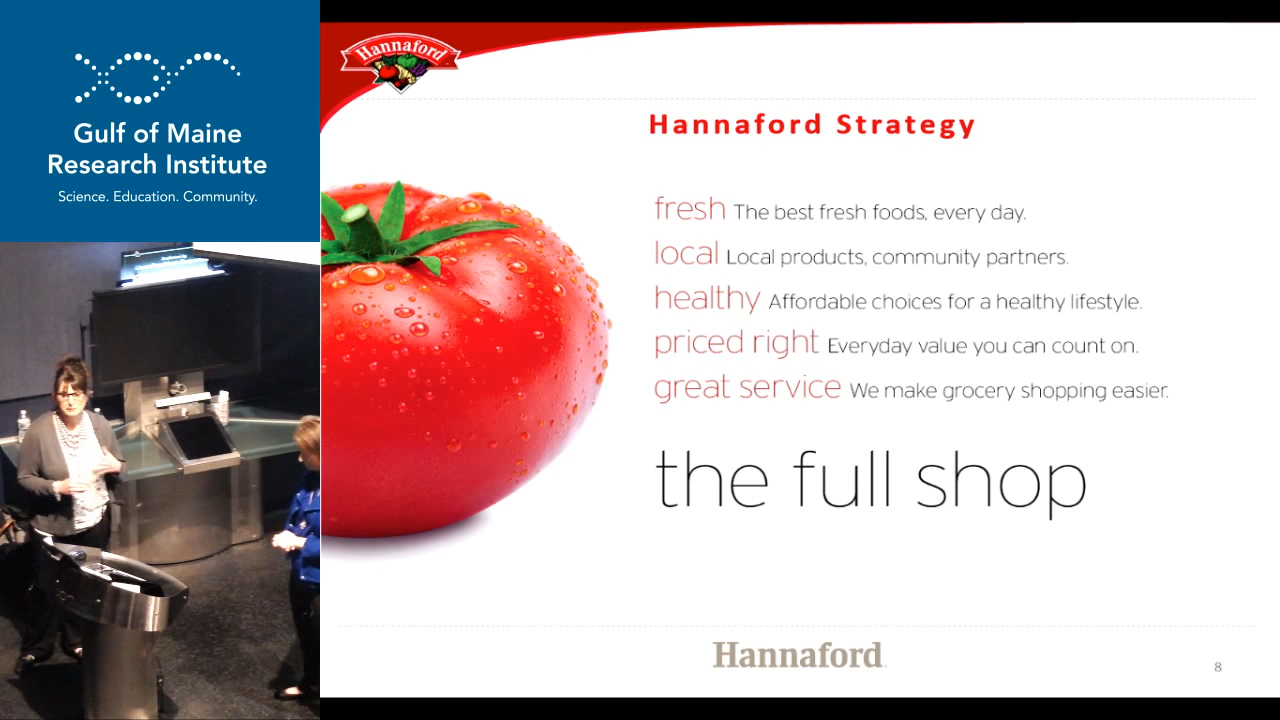 Gulf of Maine
Research Institute
Science. Education. Community.
Hannaford
Hannaford Strategy
fresh The best fresh foods, every day.
local Local products, community partners.
healthy Affordable choices for a healthy lifestyle.
priced right Everyday value you can count on.
great service We make grocery shopping easier.
the full shop
Hannaford
8